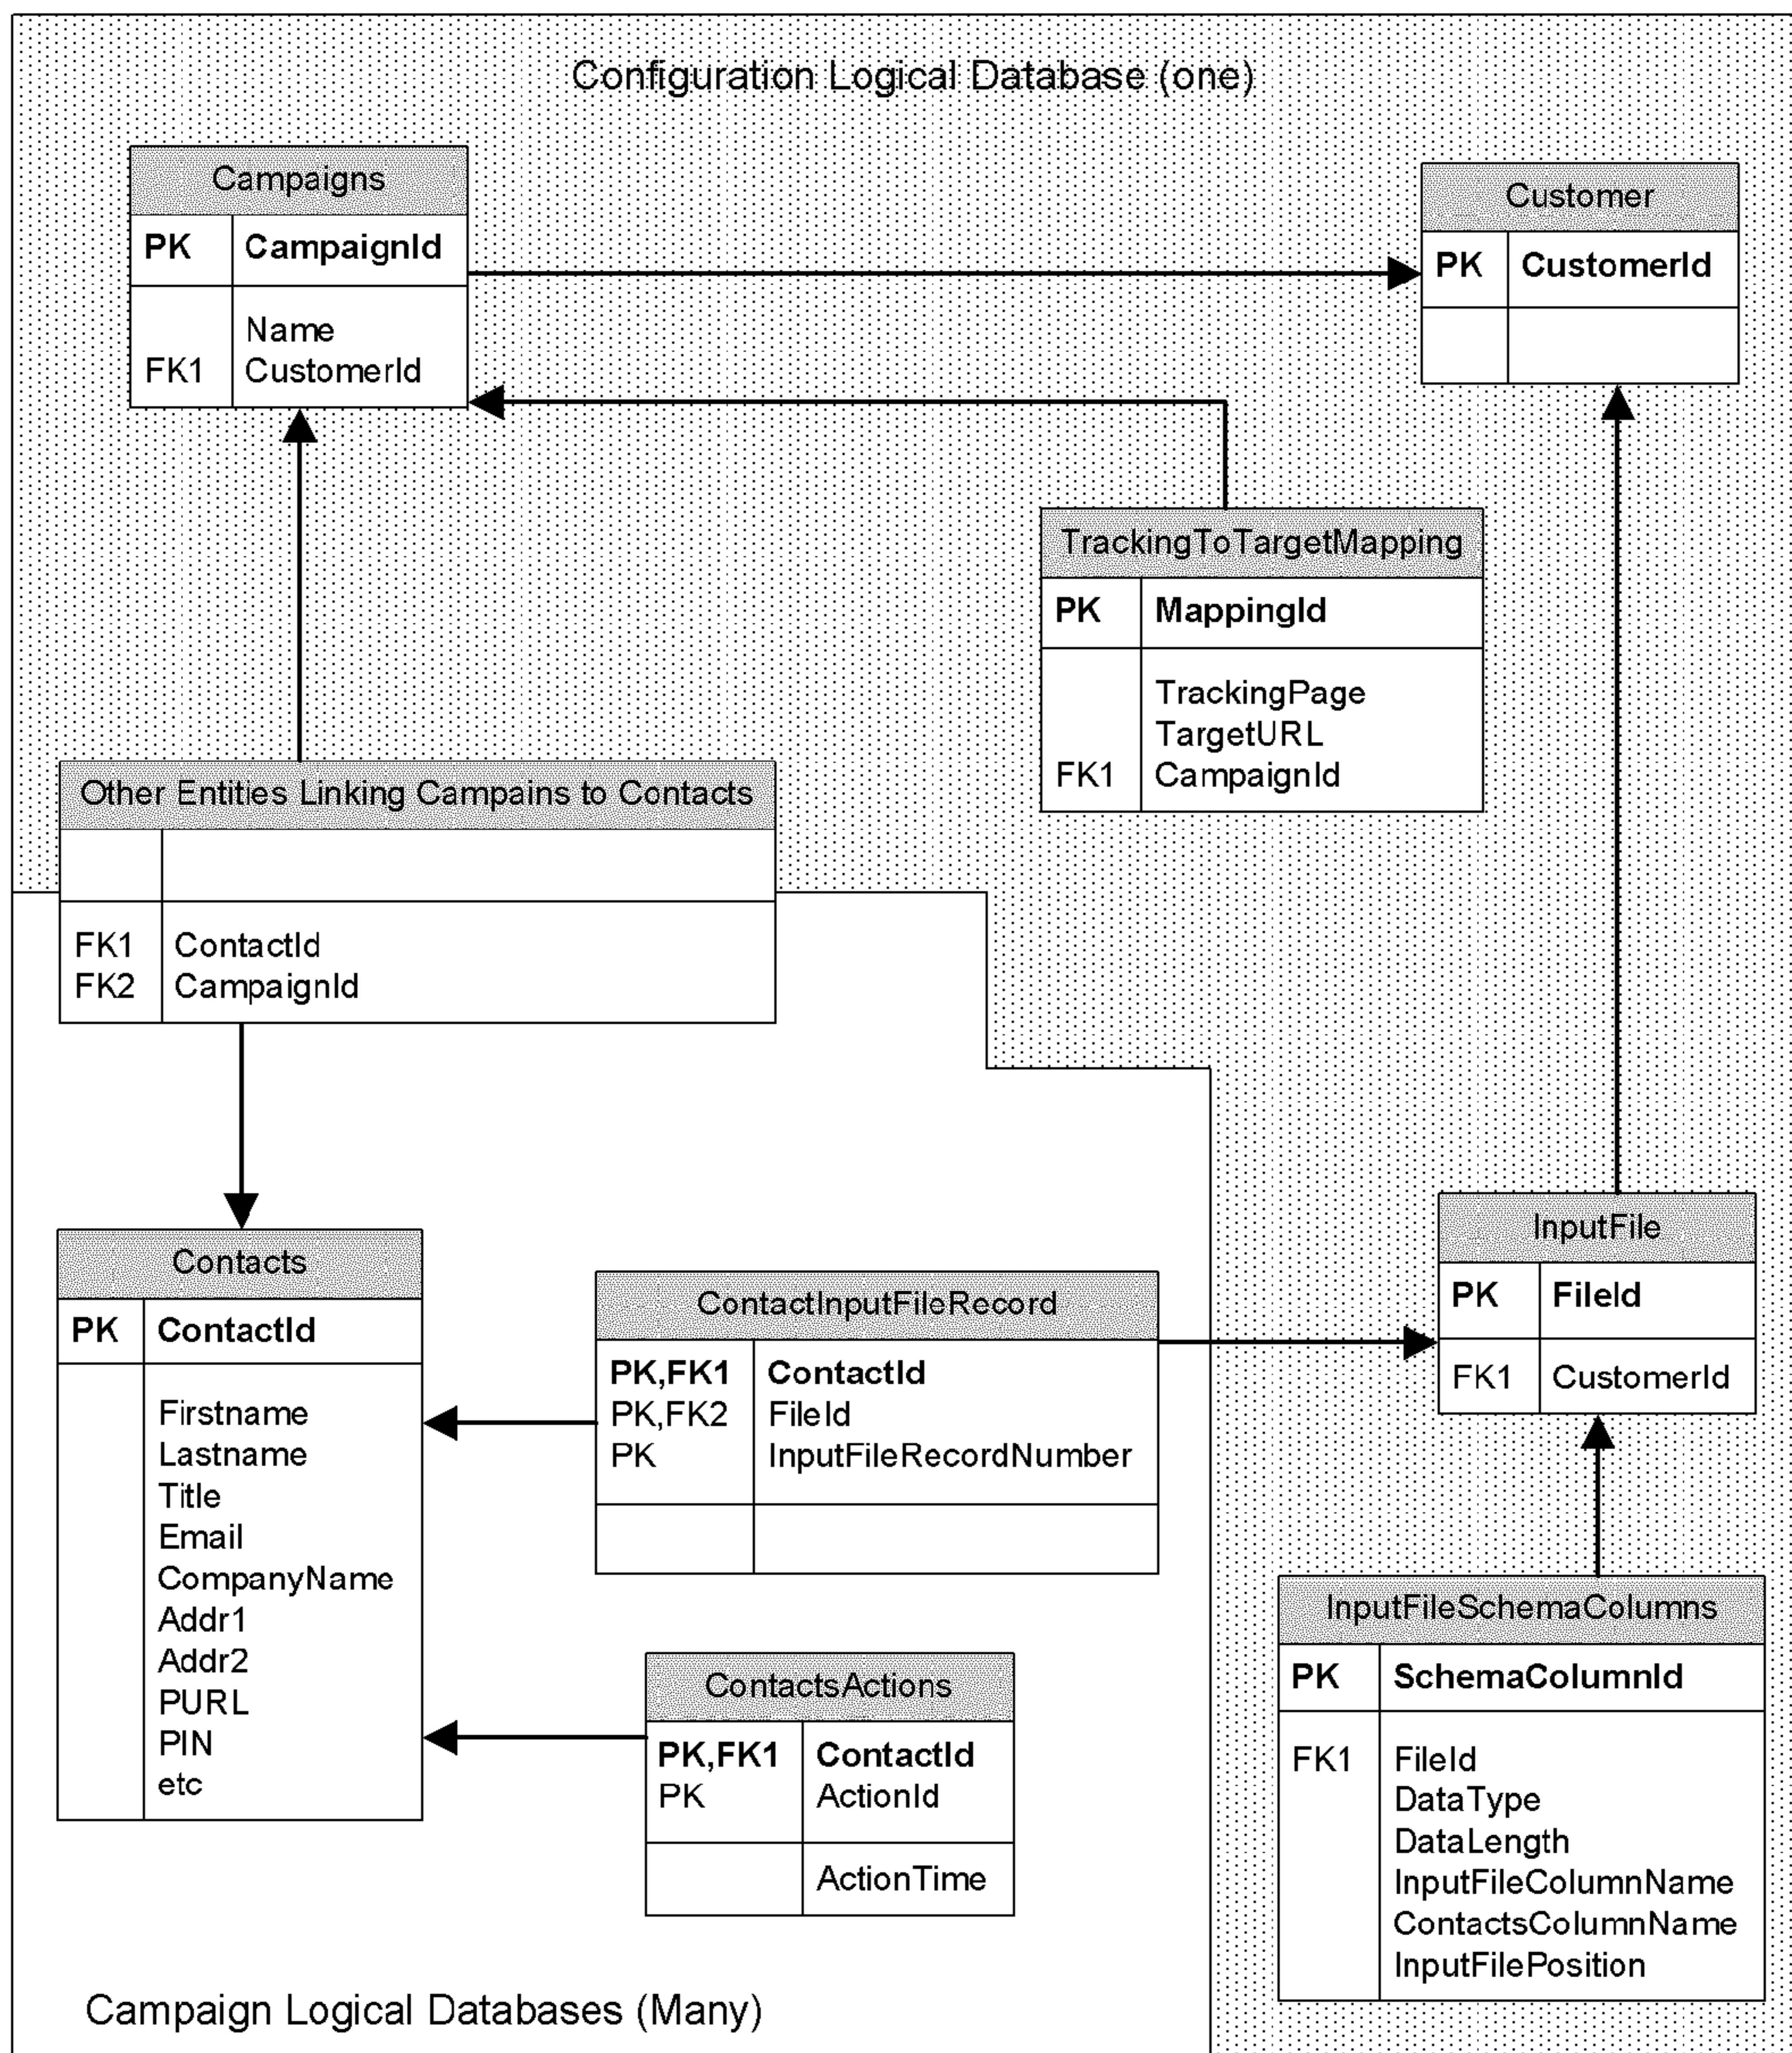 Configuration Logical Database (one)
Campaigns
PK CampaignId
Name
FK1 CustomerId
Customer
PK CustomerId
TrackingToTargetMapping
PK MappingId
TrackingPage
TargetURL
FK1 CampaignId
Other Entities Linking Campains to Contacts
FK1 ContactId
FK2 CampaignId
Contacts
PK ContactId
Firstname
Lastname
Title
Email
CompanyName
Addr1
Addr2
PURL
PIN
etc
ContactInputFileRecord
PK,FK1 ContactId
PK,FK2 FileId
PK InputFileRecordNumber
InputFile
PK FileId
FK1 CustomerId
ContactsActions
PK,FK1 ContactId
PK ActionId
ActionTime
InputFileSchemaColumns
PK SchemaColumnId
FK1 FileId
DataType
DataLength
InputFileColumnName
ContactsColumnName
InputFilePosition
Campaign Logical Databases (Many)